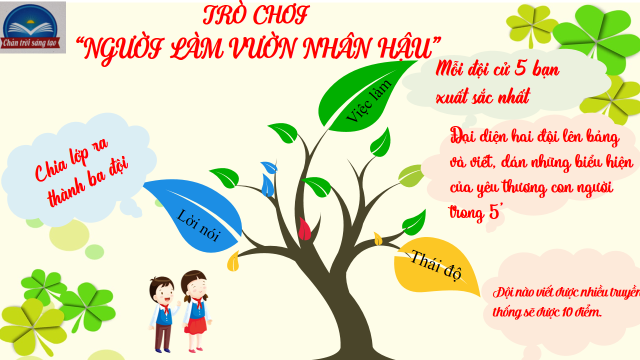 Chân trời sáng tạo
TRÒ CHƠI
“NGƯỜI LÀM VƯỜN NHÂN HẬU”
Mỗi đội cử 5 bạn
xuất sắc nhất
Việc làm
Chia lớp ra
thành ba đội
Đại diện hai đội lên bảng
và viết, dán những biểu hiện
của yêu thương con người
trong 5’
Lời nói
Thái độ
Đội nào viết được nhiều truyền
thống sẽ được 10 điểm.